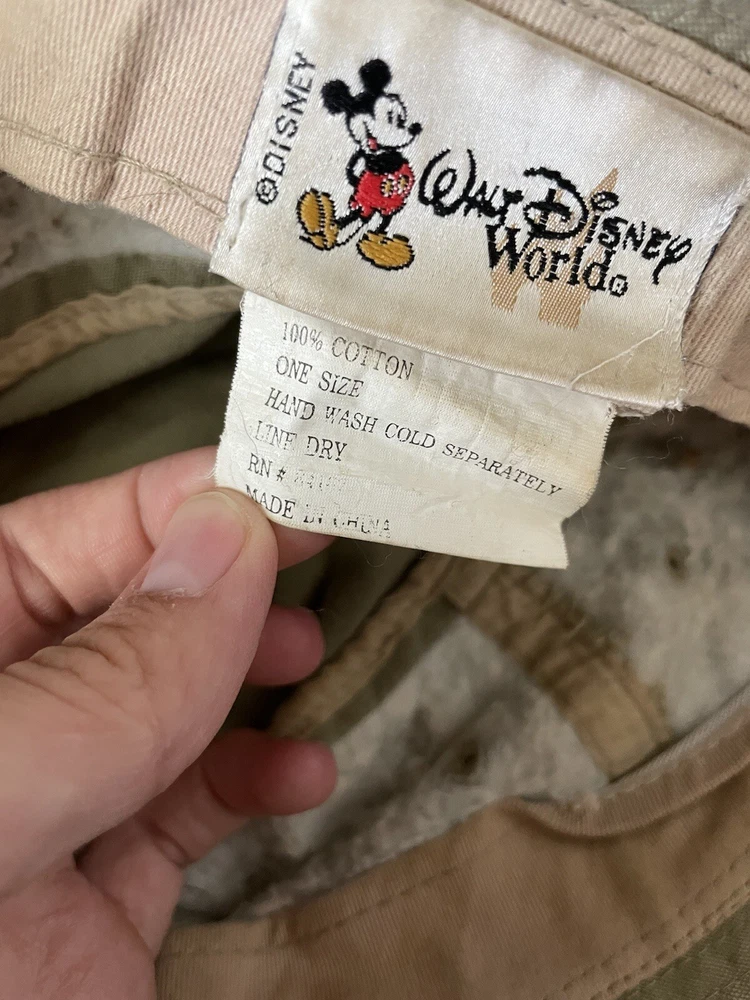 ©DISNEY
WALT DISNEY
World®
100% COTTON
ONE SIZE
HAND WASH COLD SEPARATELY
LINE DRY
RN #
MADE IN CHINA